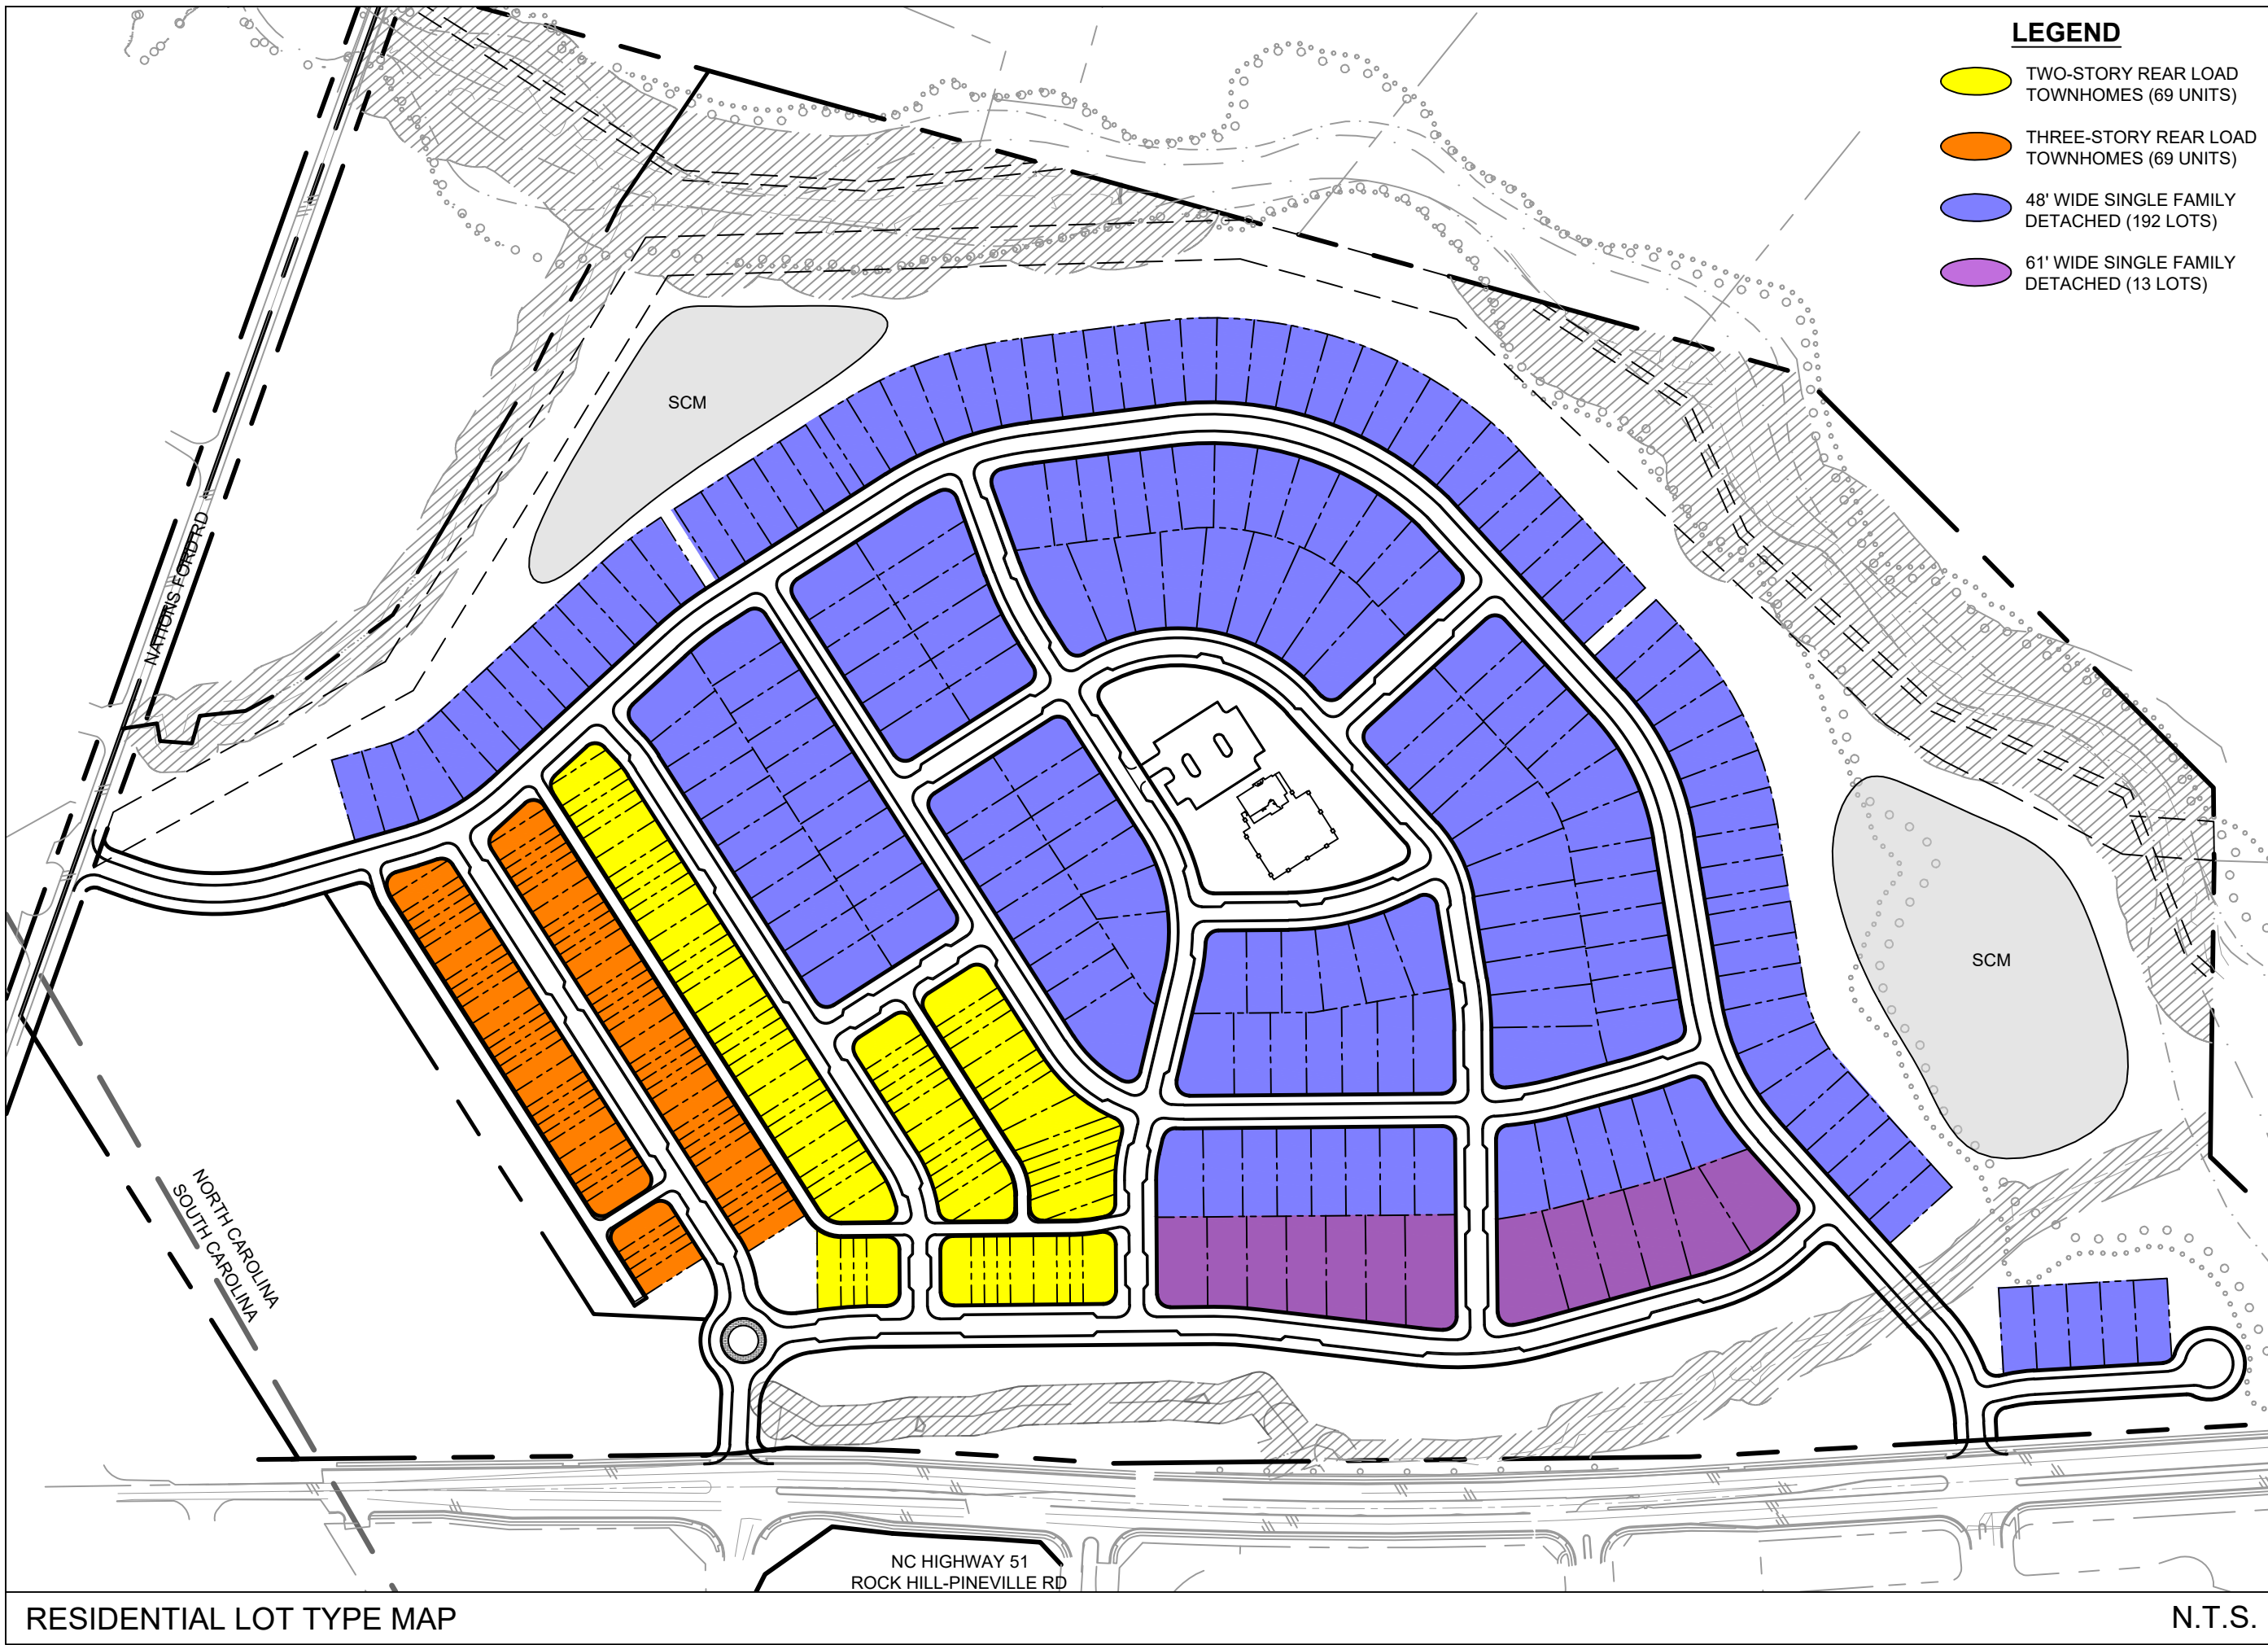 LEGEND
TWO-STORY REAR LOAD
TOWNHOMES (69 UNITS)
THREE-STORY REAR LOAD
TOWNHOMES (69 UNITS)
48' WIDE SINGLE FAMILY
DETACHED (192 LOTS)
61' WIDE SINGLE FAMILY
DETACHED (13 LOTS)
SCM
NATIONS FORD RD
SCM
NORTH CAROLINA
SOUTH CAROLINA
NC HIGHWAY 51
ROCK HILL-PINEVILLE RD
RESIDENTIAL LOT TYPE MAP
N.T.S.